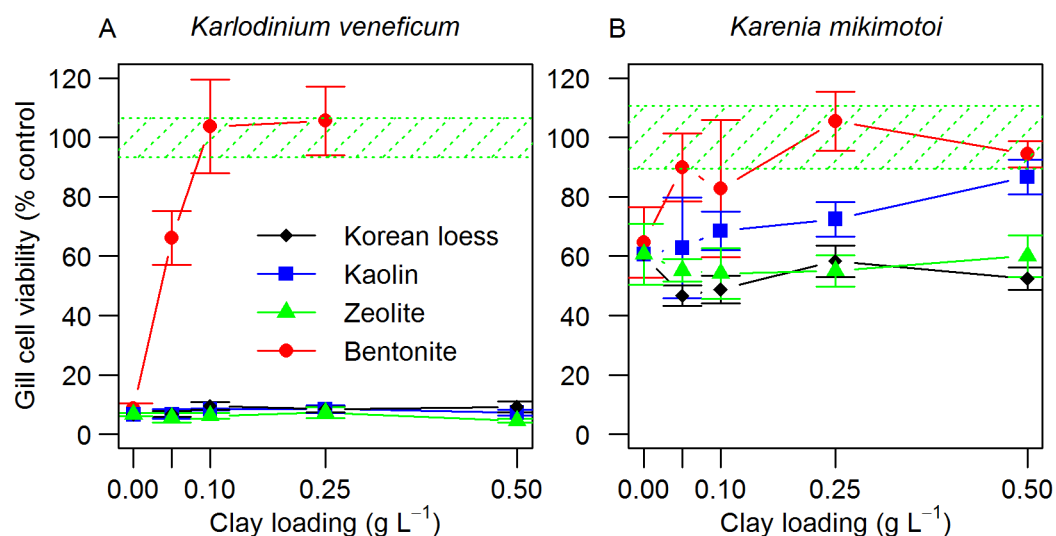 A
Karlodinium veneficum
B
Karenia mikimotoi
Gill cell viability (% control)
120
100
80
60
40
20
0
Korean loess
Kaolin
Zeolite
Bentonite
0.00
0.10
0.25
0.50
Clay loading (g L⁻¹)
120
100
80
60
40
20
0
0.00
0.10
0.25
0.50
Clay loading (g L⁻¹)